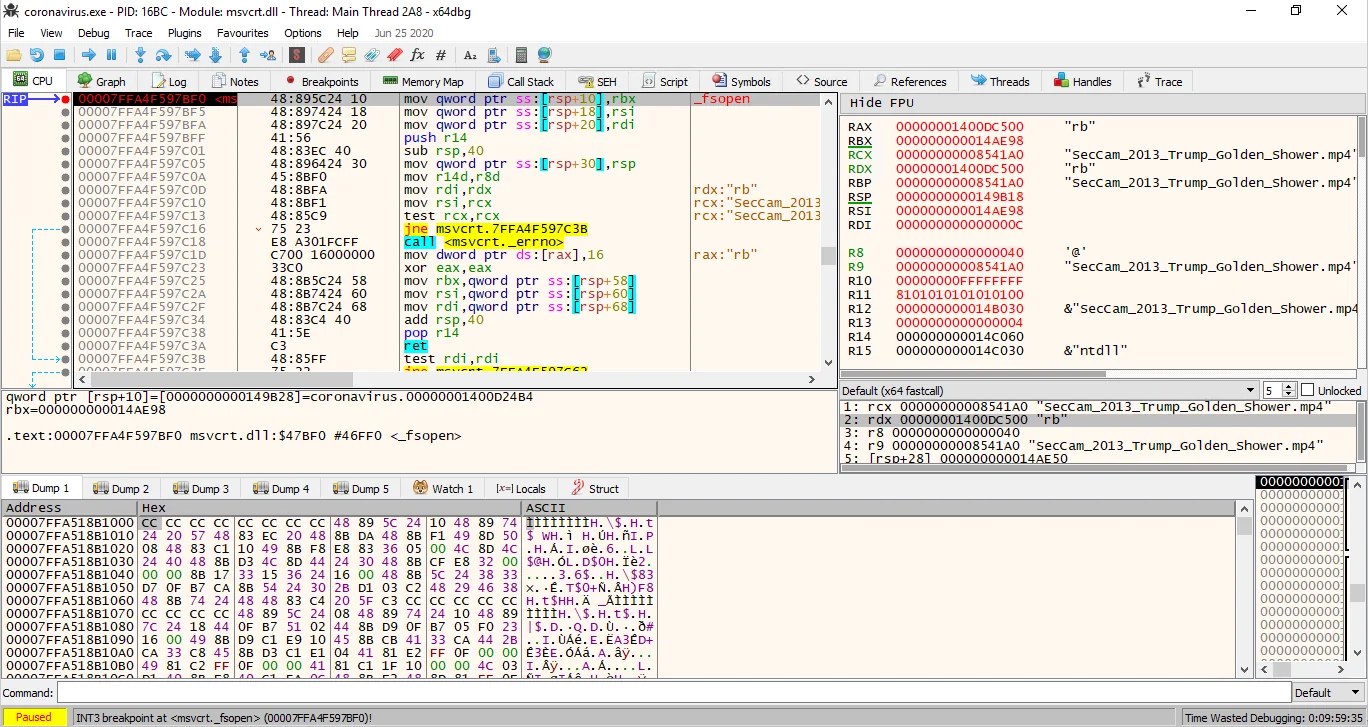 coronavirus.exe - PID: 16BC - Module: msvcrt.dll - Thread: Main Thread 2A8 - x64dbg
File View Debug Trace Plugins Favourites Options Help Jun 25 2020
CPU Graph Log Notes Breakpoints Memory Map Call Stack SEH Script Symbols Source References Threads Handles Trace
RIP 00007FFA4F597BF0 <ms 48:895C24 10 mov qword ptr ss:[rsp+10],rbx _fsopen
00007FFA4F597BF5 48:897424 18 mov qword ptr ss:[rsp+18],rsi
00007FFA4F597BFA 48:897C24 20 mov qword ptr ss:[rsp+20],rdi
00007FFA4F597BFF 41:56 push r14
00007FFA4F597C01 48:83EC 40 sub rsp,40
00007FFA4F597C05 48:896424 30 mov qword ptr ss:[rsp+30],rsp
00007FFA4F597C0A 45:8BF0 mov r14d,r8d
00007FFA4F597C0D 48:8BFA mov rdi,rdx rdx:"rb"
00007FFA4F597C10 48:8BF1 mov rsi,rcx rcx:"SecCam_2013
00007FFA4F597C13 48:85C9 test rcx,rcx rcx:"SecCam_2013
00007FFA4F597C16 75 23 jne msvcrt.7FFA4F597C3B
00007FFA4F597C18 E8 A301FCFF call <msvcrt._errno>
00007FFA4F597C1D C700 16000000 mov dword ptr ds:[rax],16 rax:"rb"
00007FFA4F597C23 33C0 xor eax,eax
00007FFA4F597C25 48:8B5C24 58 mov rbx,qword ptr ss:[rsp+58]
00007FFA4F597C2A 48:8B7424 60 mov rsi,qword ptr ss:[rsp+60]
00007FFA4F597C2F 48:8B7C24 68 mov rdi,qword ptr ss:[rsp+68]
00007FFA4F597C34 48:83C4 40 add rsp,40
00007FFA4F597C38 41:5E pop r14
00007FFA4F597C3A C3 ret
00007FFA4F597C3B 48:85FF test rdi,rdi
Hide FPU
RAX 00000001400DC500 "rb"
RBX 000000000014AE98
RCX 00000000008541A0 "SecCam_2013_Trump_Golden_Shower.mp4"
RDX 00000001400DC500 "rb"
RBP 00000000008541A0 "SecCam_2013_Trump_Golden_Shower.mp4"
RSP 0000000000149B18
RSI 000000000014AE98
RDI 000000000000000C
R8 0000000000000040 '@'
R9 00000000008541A0 "SecCam_2013_Trump_Golden_Shower.mp4"
R10 00000000FFFFFFFF
R11 8101010101010100
R12 000000000014B030 &"SecCam_2013_Trump_Golden_Shower.mp4
R13 0000000000000004
R14 000000000014C060
R15 000000000014C030 &"ntdll"
qword ptr [rsp+10]=[0000000000149B28]=coronavirus.00000001400D24B4
rbx=000000000014AE98
.text:00007FFA4F597BF0 msvcrt.dll:$47BF0 #46FF0 <_fsopen>
Default (x64 fastcall) 5 Unlocked
1: rcx 00000000008541A0 "SecCam_2013_Trump_Golden_Shower.mp4"
2: rdx 00000001400DC500 "rb"
3: r8 0000000000000040
4: r9 00000000008541A0 "SecCam_2013_Trump_Golden_Shower.mp4"
5: [rsp+28] 000000000014AE50
Dump 1 Dump 2 Dump 3 Dump 4 Dump 5 Watch 1 [x=] Locals Struct
Address Hex ASCII
00007FFA518B1000 CC CC CC CC CC CC CC CC 48 89 5C 24 10 48 89 74
00007FFA518B1010 24 20 57 48 83 EC 20 48 8B DA 48 8B F1 49 8D 50
00007FFA518B1020 08 48 83 C1 10 49 8B F8 E8 83 36 05 00 4C 8D 4C
00007FFA518B1030 24 40 48 8B D3 4C 8D 44 24 30 48 8B CF E8 32 00
00007FFA518B1040 00 00 8B 17 33 15 36 24 16 00 48 8B 5C 24 38 33
00007FFA518B1050 D7 0F B7 CA 8B 54 24 30 2B D1 03 C2 48 29 46 38
00007FFA518B1060 48 8B 74 24 48 48 83 C4 20 5F C3 CC CC CC CC CC
00007FFA518B1070 CC CC CC CC 48 89 5C 24 08 48 89 74 24 10 48 89
00007FFA518B1080 7C 24 18 44 0F B7 51 02 44 8B D9 0F B7 05 F0 23
00007FFA518B1090 16 00 49 8B D9 C1 E9 10 45 8B CB 41 33 CA 44 2B
00007FFA518B10A0 CA 33 C8 45 8B D3 C1 E1 04 41 81 E2 FF 0F 00 00
00007FFA518B10B0 49 81 C2 FF 0F 00 00 41 81 C1 1F 10 00 00 4C 03
Command: Default
Paused INT3 breakpoint at <msvcrt._fsopen> (00007FFA4F597BF0)! Time Wasted Debugging: 0:09:59:35